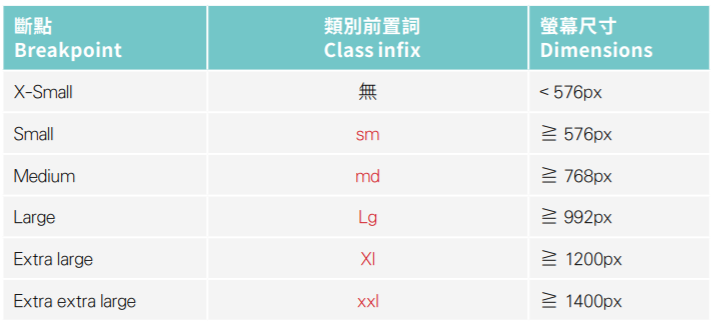 斷點 類別前置詞 螢幕尺寸
Breakpoint Class infix Dimensions
X-Small 無 < 576px
Small sm ≧ 576px
Medium md ≧ 768px
Large Lg ≧ 992px
Extra large Xl ≧ 1200px
Extra extra large xxl ≧ 1400px